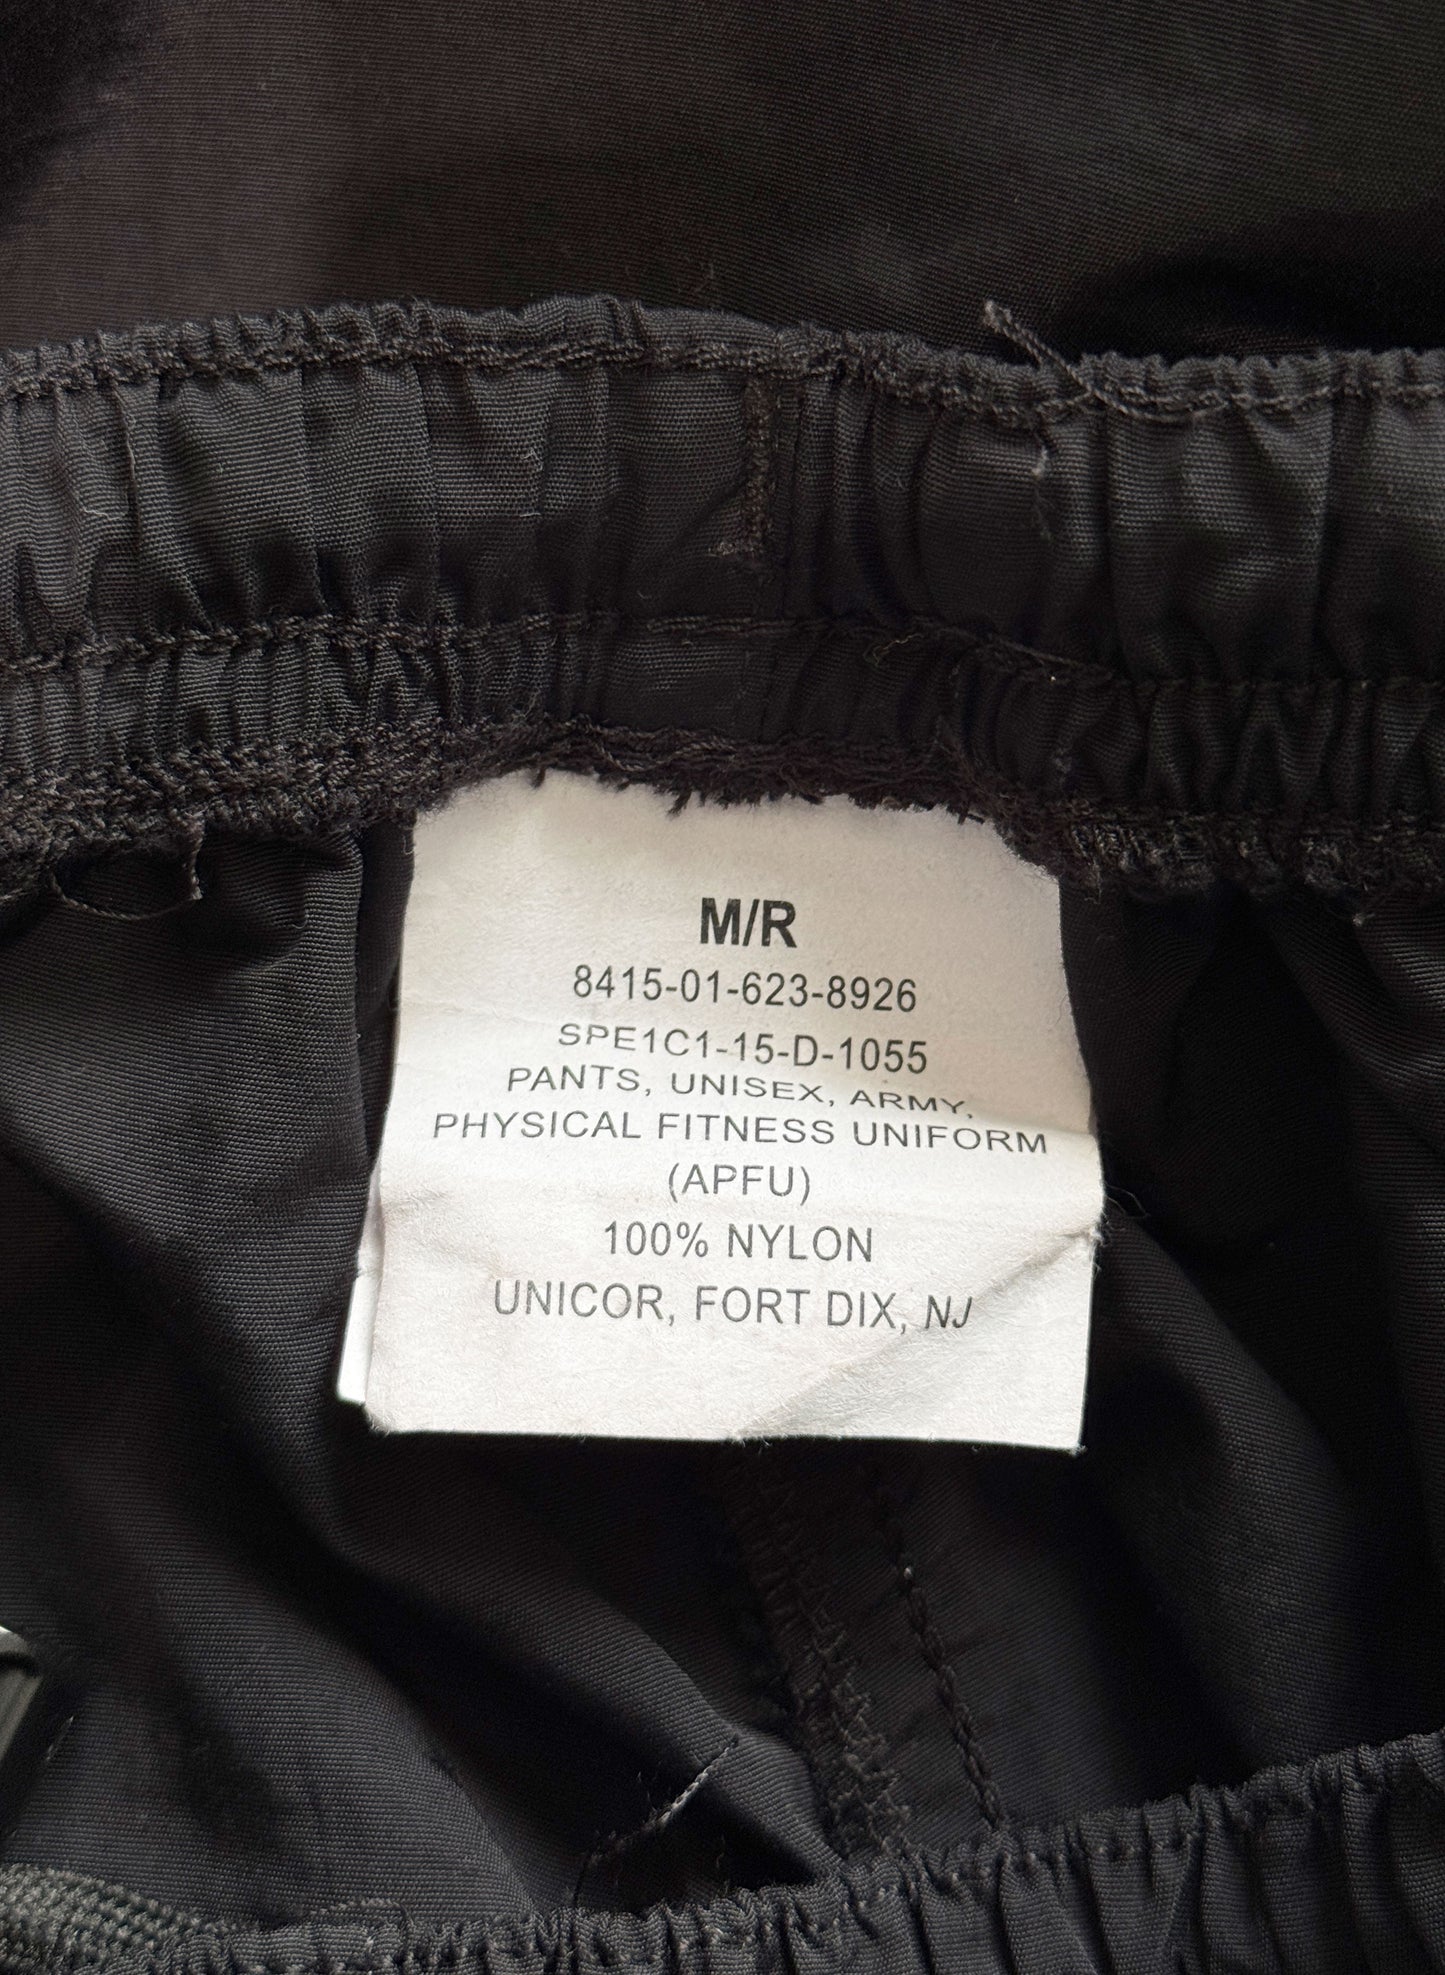 M/R
8415-01-623-8926
SPE1C1-15-D-1055
PANTS, UNISEX, ARMY,
PHYSICAL FITNESS UNIFORM
(APFU)
100% NYLON
UNICOR, FORT DIX, NJ